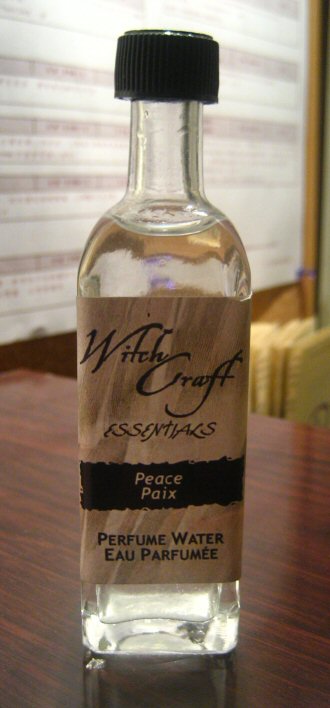 Witch
Craft
ESSENTIALS
Peace
Paix
PERFUME WATER
EAU PARFUMÉE